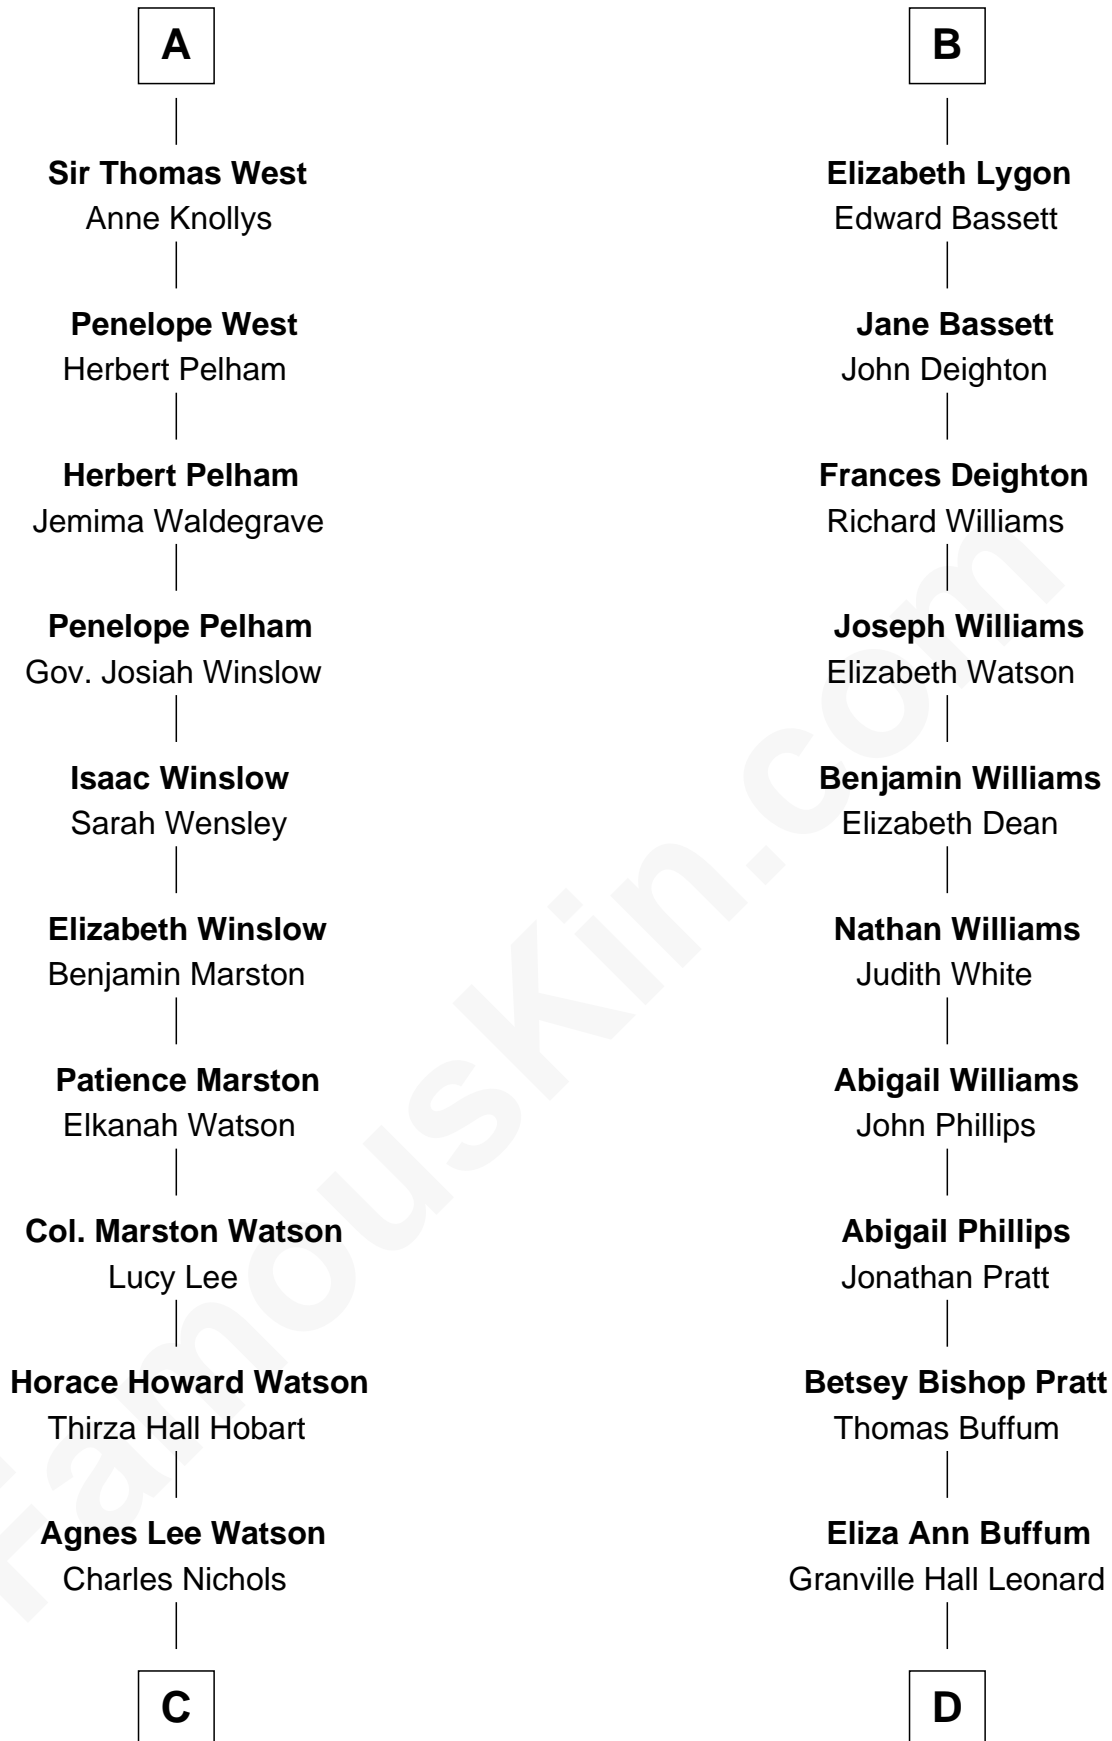 A
Sir Thomas West
Anne Knollys
Penelope West
Herbert Pelham
Herbert Pelham
Jemima Waldegrave
Penelope Pelham
Gov. Josiah Winslow
Isaac Winslow
Sarah Wensley
Elizabeth Winslow
Benjamin Marston
Patience Marston
Elkanah Watson
Col. Marston Watson
Lucy Lee
Horace Howard Watson
Thirza Hall Hobart
Agnes Lee Watson
Charles Nichols
C
B
Elizabeth Lygon
Edward Bassett
Jane Bassett
John Deighton
Frances Deighton
Richard Williams
Joseph Williams
Elizabeth Watson
Benjamin Williams
Elizabeth Dean
Nathan Williams
Judith White
Abigail Williams
John Phillips
Abigail Phillips
Jonathan Pratt
Betsey Bishop Pratt
Thomas Buffum
Eliza Ann Buffum
Granville Hall Leonard
D
FamousKin.com